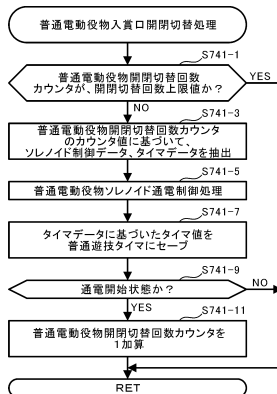 普通電動役物入賞口開閉切替処理
S741-1
普通電動役物開閉切替回数
カウンタが、開閉切替回数上限値か?
YES
NO
S741-3
普通電動役物開閉切替回数カウンタ
のカウンタ値に基づいて、
ソレノイド制御データ、タイマデータを抽出
S741-5
普通電動役物ソレノイド通電制御処理
S741-7
タイマデータに基づいたタイマ値を
普通遊技タイマにセーブ
S741-9
通電開始状態か?
NO
YES
S741-11
普通電動役物開閉切替回数カウンタを
1加算
RET